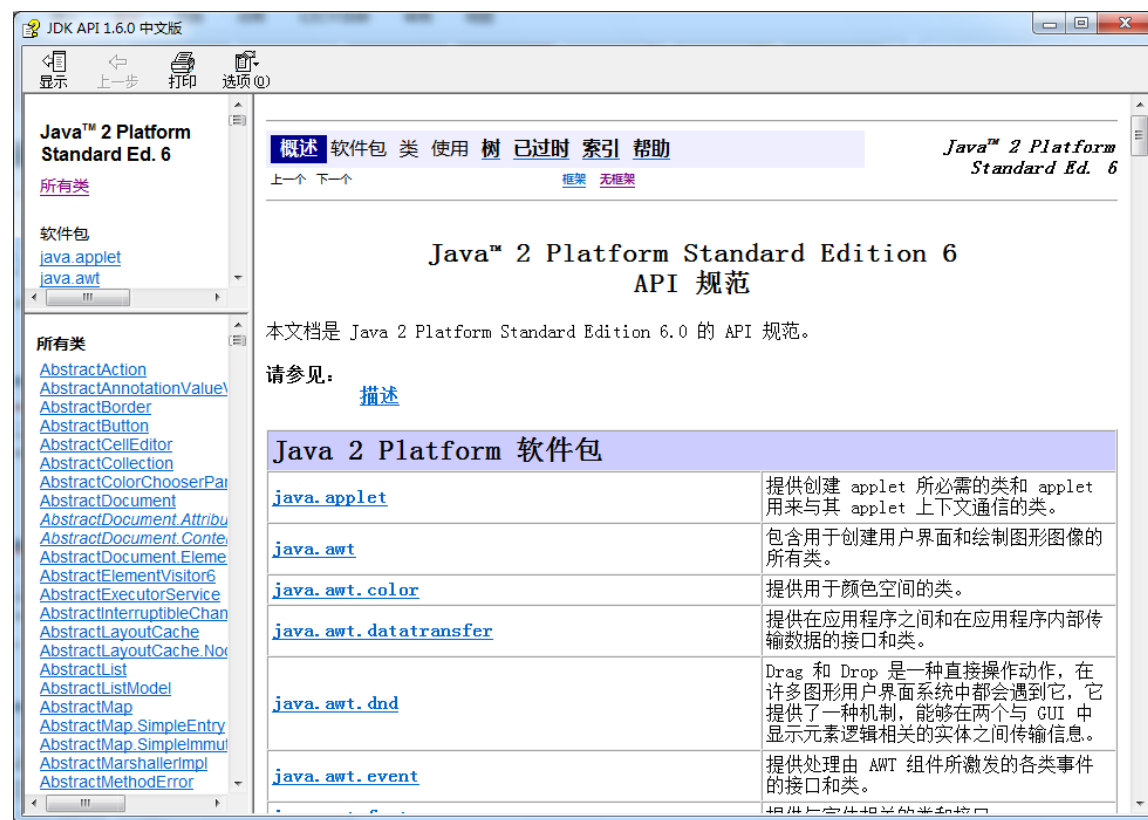 JDK API 1.6.0 中文版
显示 上一步 打印 选项(O)
Java™ 2 Platform
Standard Ed. 6
所有类
软件包
java.applet
java.awt
所有类
AbstractAction
AbstractAnnotationValueV
AbstractBorder
AbstractButton
AbstractCellEditor
AbstractCollection
AbstractColorChooserPan
AbstractDocument
AbstractDocument.Attribu
AbstractDocument.Conten
AbstractDocument.Eleme
AbstractElementVisitor6
AbstractExecutorService
AbstractInterruptibleChan
AbstractLayoutCache
AbstractLayoutCache.Nod
AbstractList
AbstractListModel
AbstractMap
AbstractMap.SimpleEntry
AbstractMap.SimpleImmut
AbstractMarshallerImpl
AbstractMethodError
概述 软件包 类 使用 树 已过时 索引 帮助
Java™ 2 Platform
Standard Ed. 6
上一个 下一个 框架 无框架
Java™ 2 Platform Standard Edition 6
API 规范
本文档是 Java 2 Platform Standard Edition 6.0 的 API 规范。
请参见：
描述
Java 2 Platform 软件包
java.applet
提供创建 applet 所必需的类和 applet
用来与其 applet 上下文通信的类。
java.awt
包含用于创建用户界面和绘制图形图像的
所有类。
java.awt.color
提供用于颜色空间的类。
java.awt.datatransfer
提供在应用程序之间和在应用程序内部传
输数据的接口和类。
java.awt.dnd
Drag 和 Drop 是一种直接操作动作，在
许多图形用户界面系统中都会遇到它，它
提供了一种机制，能够在两个与 GUI 中
显示元素逻辑相关的实体之间传输信息。
java.awt.event
提供处理由 AWT 组件所激发的各类事件
的接口和类。